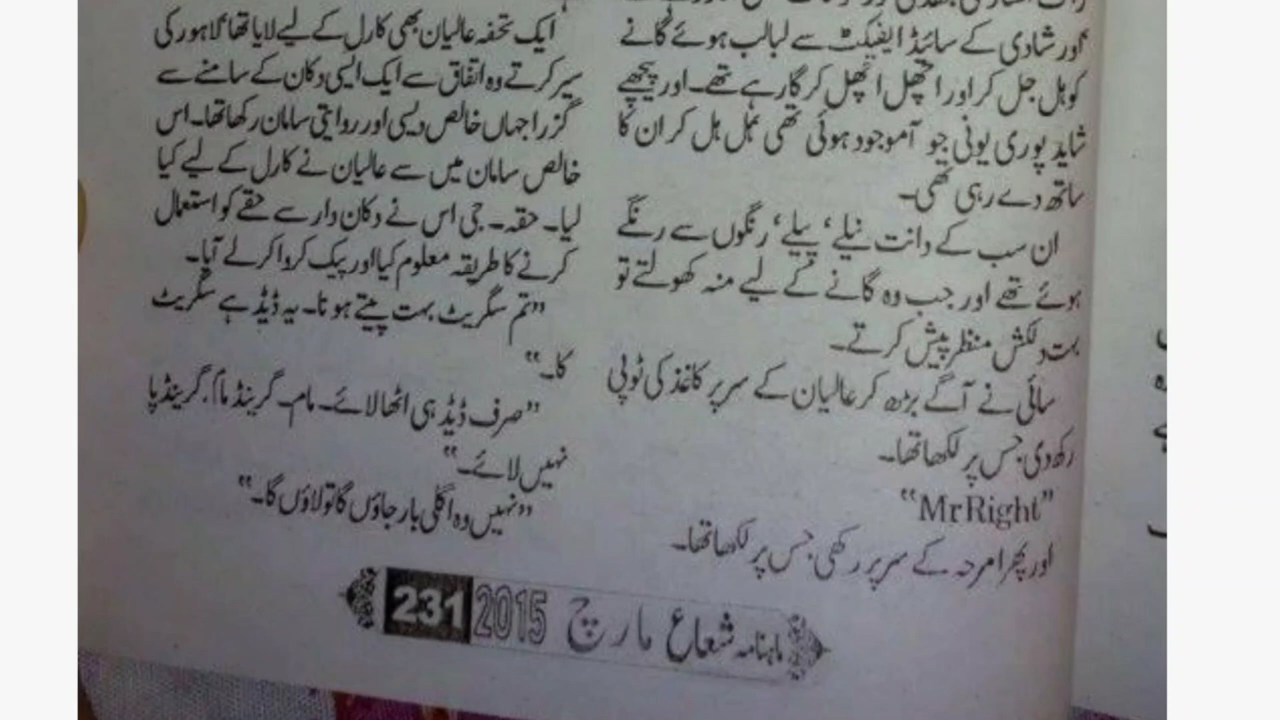 اور شادی کے سائیڈ ایفیکٹ سے لبالب ہوئے گانے
کو ہل جل کر اور اچھل اچھل کر گا رہے تھے۔ اور پیچھے
شاید پوری یونی جو آموجود ہوئی تھی ہل ہل کر ان کا
ساتھ دے رہی تھی۔
ان سب کے دانت نیلے، پیلے، رنگوں سے رنگے
ہوئے تھے اور جب وہ گانے کے لیے منہ کھولتے تو
بہت دلکش منظر پیش کرتے۔
سائی نے آگے بڑھ کر عالیان کے سر پر کاغذ کی ٹوپی
رکھ دی جس پر لکھا تھا۔
"Mr Right"
اور پھر امرحہ کے سر پر رکھی جس پر لکھا تھا۔
ایک تحفہ عالیان بھی کارل کے لیے لایا تھا لاہور کی
سیر کرتے وہ اتفاق سے ایک ایسی دکان کے سامنے سے
گزرا جہاں خالص دیسی اور روایتی سامان رکھا تھا۔ اس
خالص سامان میں سے عالیان نے کارل کے لیے کیا
لیا۔ حقہ۔ جی اس نے دکان دار سے حقے کو استعمال
کرنے کا طریقہ معلوم کیا اور پیک کروا کر لے آیا۔
"تم سگریٹ بہت پیتے ہو نا۔ یہ ڈیڈ ہے سگریٹ
کا۔"
"صرف ڈیڈ ہی اٹھا لائے۔ مام۔ گرینڈ ما، گرینڈ پا
نہیں لائے۔"
"نہیں وہ اگلی بار جاؤں گا تو لاؤں گا۔"
ماہنامہ شعاع مارچ 2015 231